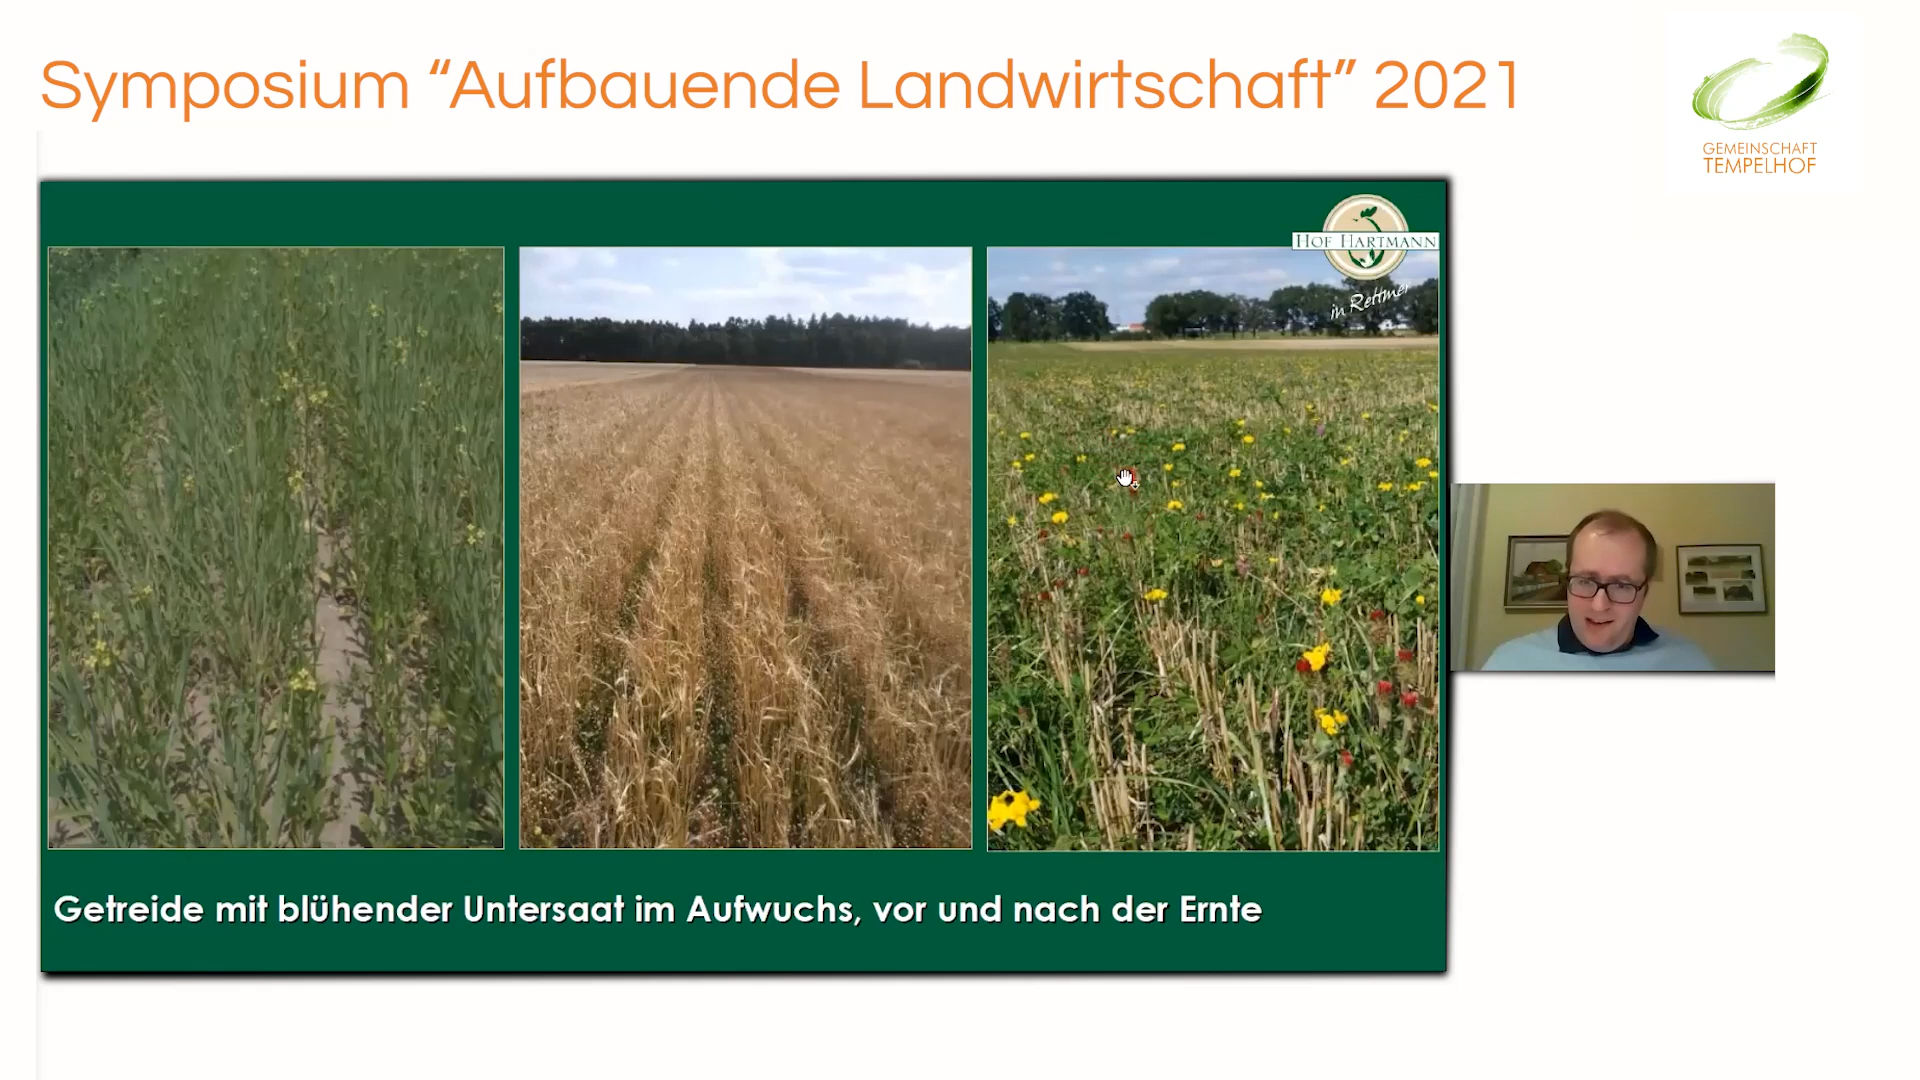 Symposium “Aufbauende Landwirtschaft” 2021
GEMEINSCHAFT
TEMPELHOF
HOF HARTMANN
in Rettmer
Getreide mit blühender Untersaat im Aufwuchs, vor und nach der Ernte